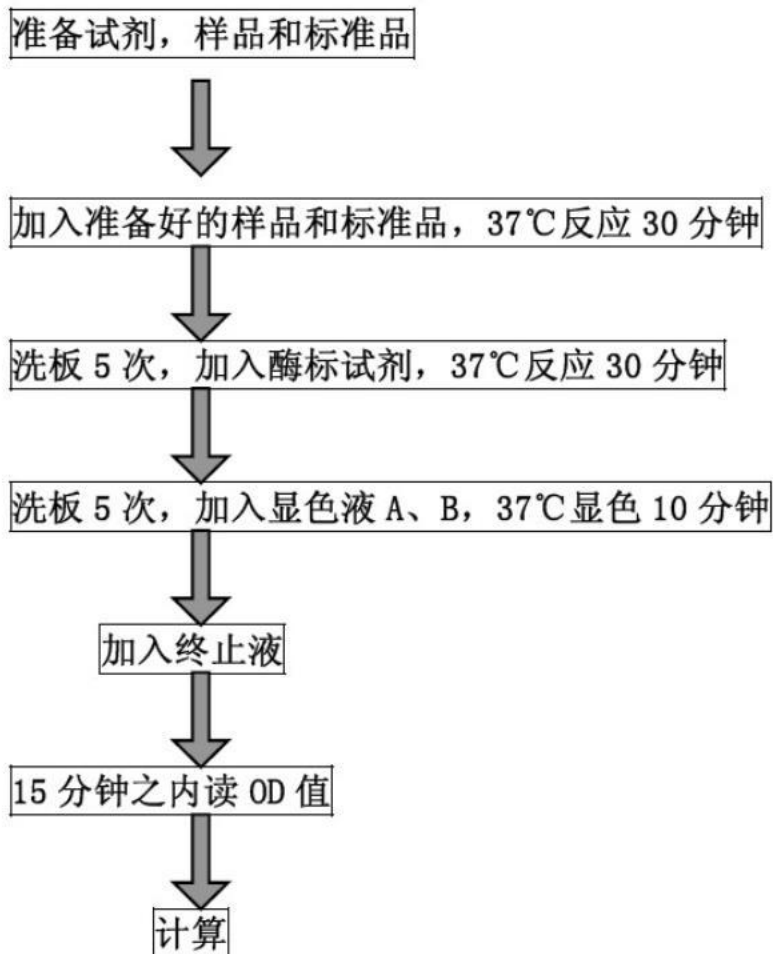 准备试剂，样品和标准品
加入准备好的样品和标准品，37℃反应 30 分钟
洗板 5 次，加入酶标试剂，37℃反应 30 分钟
洗板 5 次，加入显色液 A、B，37℃显色 10 分钟
加入终止液
15 分钟之内读 OD 值
计算